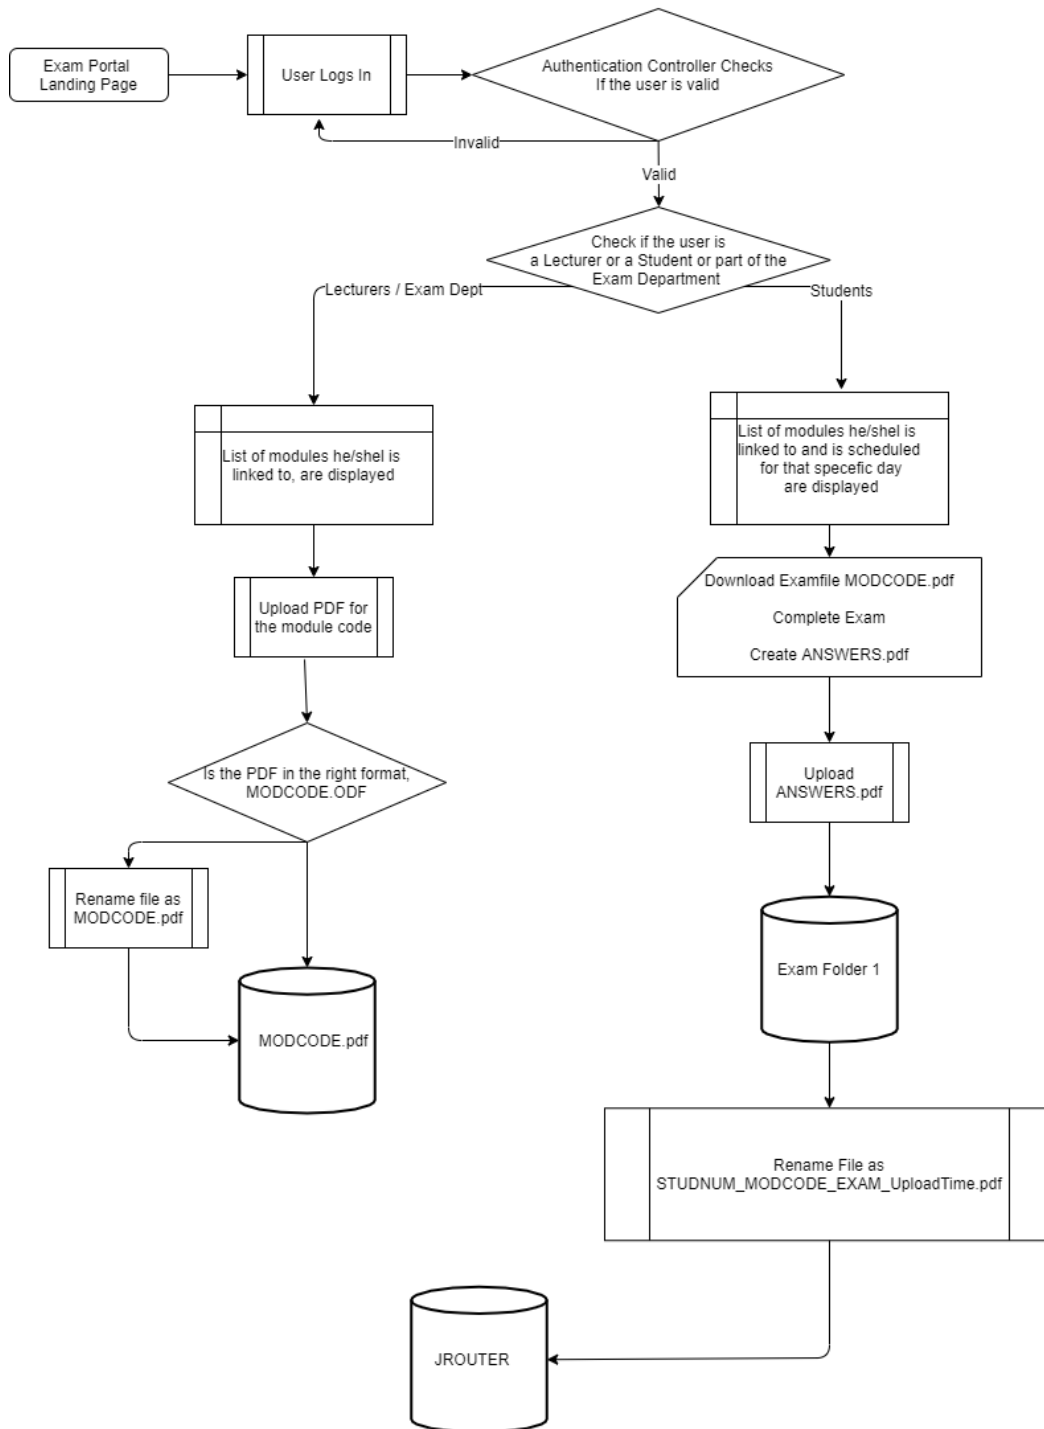 Exam Portal
Landing Page
User Logs In
Authentication Controller Checks
If the user is valid
Invalid
Valid
Check if the user is
a Lecturer or a Student or part of the
Exam Department
Lecturers / Exam Dept
Students
List of modules he/shel is
linked to, are displayed
List of modules he/shel is
linked to and is scheduled
for that specefic day
are displayed
Upload PDF for
the module code
Download Examfile MODCODE.pdf
Complete Exam
Create ANSWERS.pdf
Is the PDF in the right format,
MODCODE.ODF
Upload
ANSWERS.pdf
Rename file as
MODCODE.pdf
MODCODE.pdf
Exam Folder 1
Rename File as
STUDNUM_MODCODE_EXAM_UploadTime.pdf
JROUTER